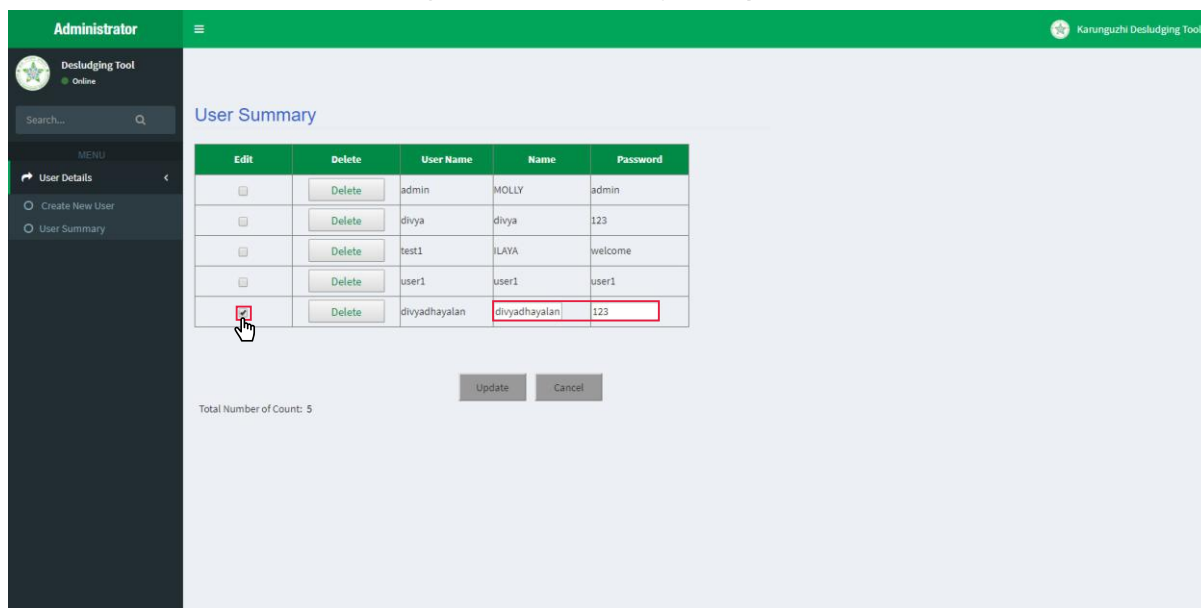 Administrator
Karunguzhi Desludging Tool
Desludging Tool
Online
Search...
MENU
User Details
Create New User
User Summary
User Summary
Edit Delete User Name Name Password
Delete admin MOLLY admin
Delete divya divya 123
Delete test1 ILAYA welcome
Delete user1 user1 user1
Delete divyadhayalan divyadhayalan 123
Update Cancel
Total Number of Count: 5